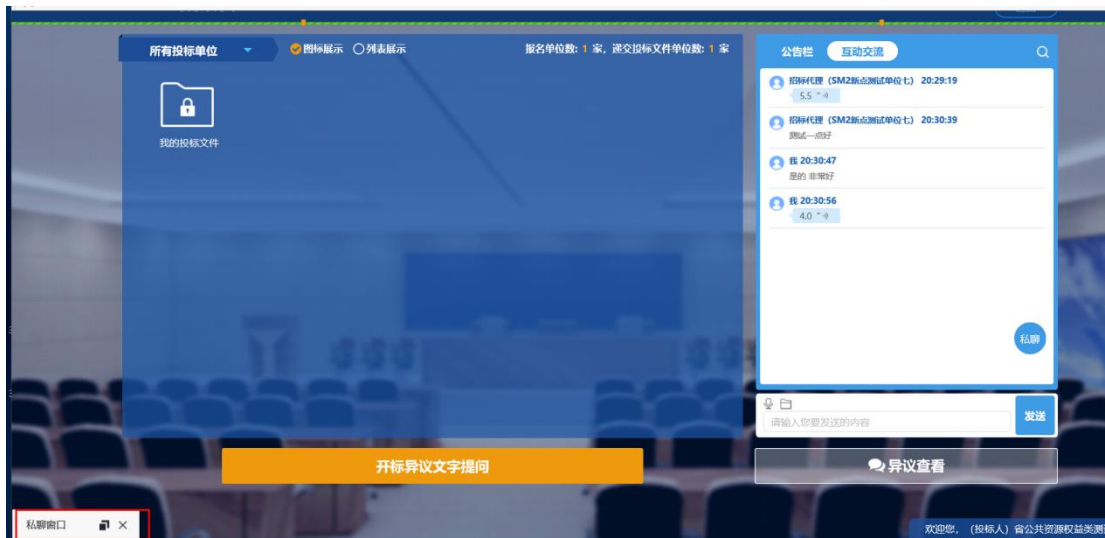 所有投标单位
图标展示 列表展示
报名单位数: 1 家, 递交投标文件单位数: 1 家
我的投标文件
公告栏 互动交流
招标代理（SM2新点测试单位七） 20:29:19
5.5 "
招标代理（SM2新点测试单位七） 20:30:39
测试一点好
我 20:30:47
是的 非常好
我 20:30:56
4.0 "
私聊
请输入您要发送的内容
发送
开标异议文字提问
异议查看
私聊窗口
欢迎您, (投标人) 省公共资源权益类测